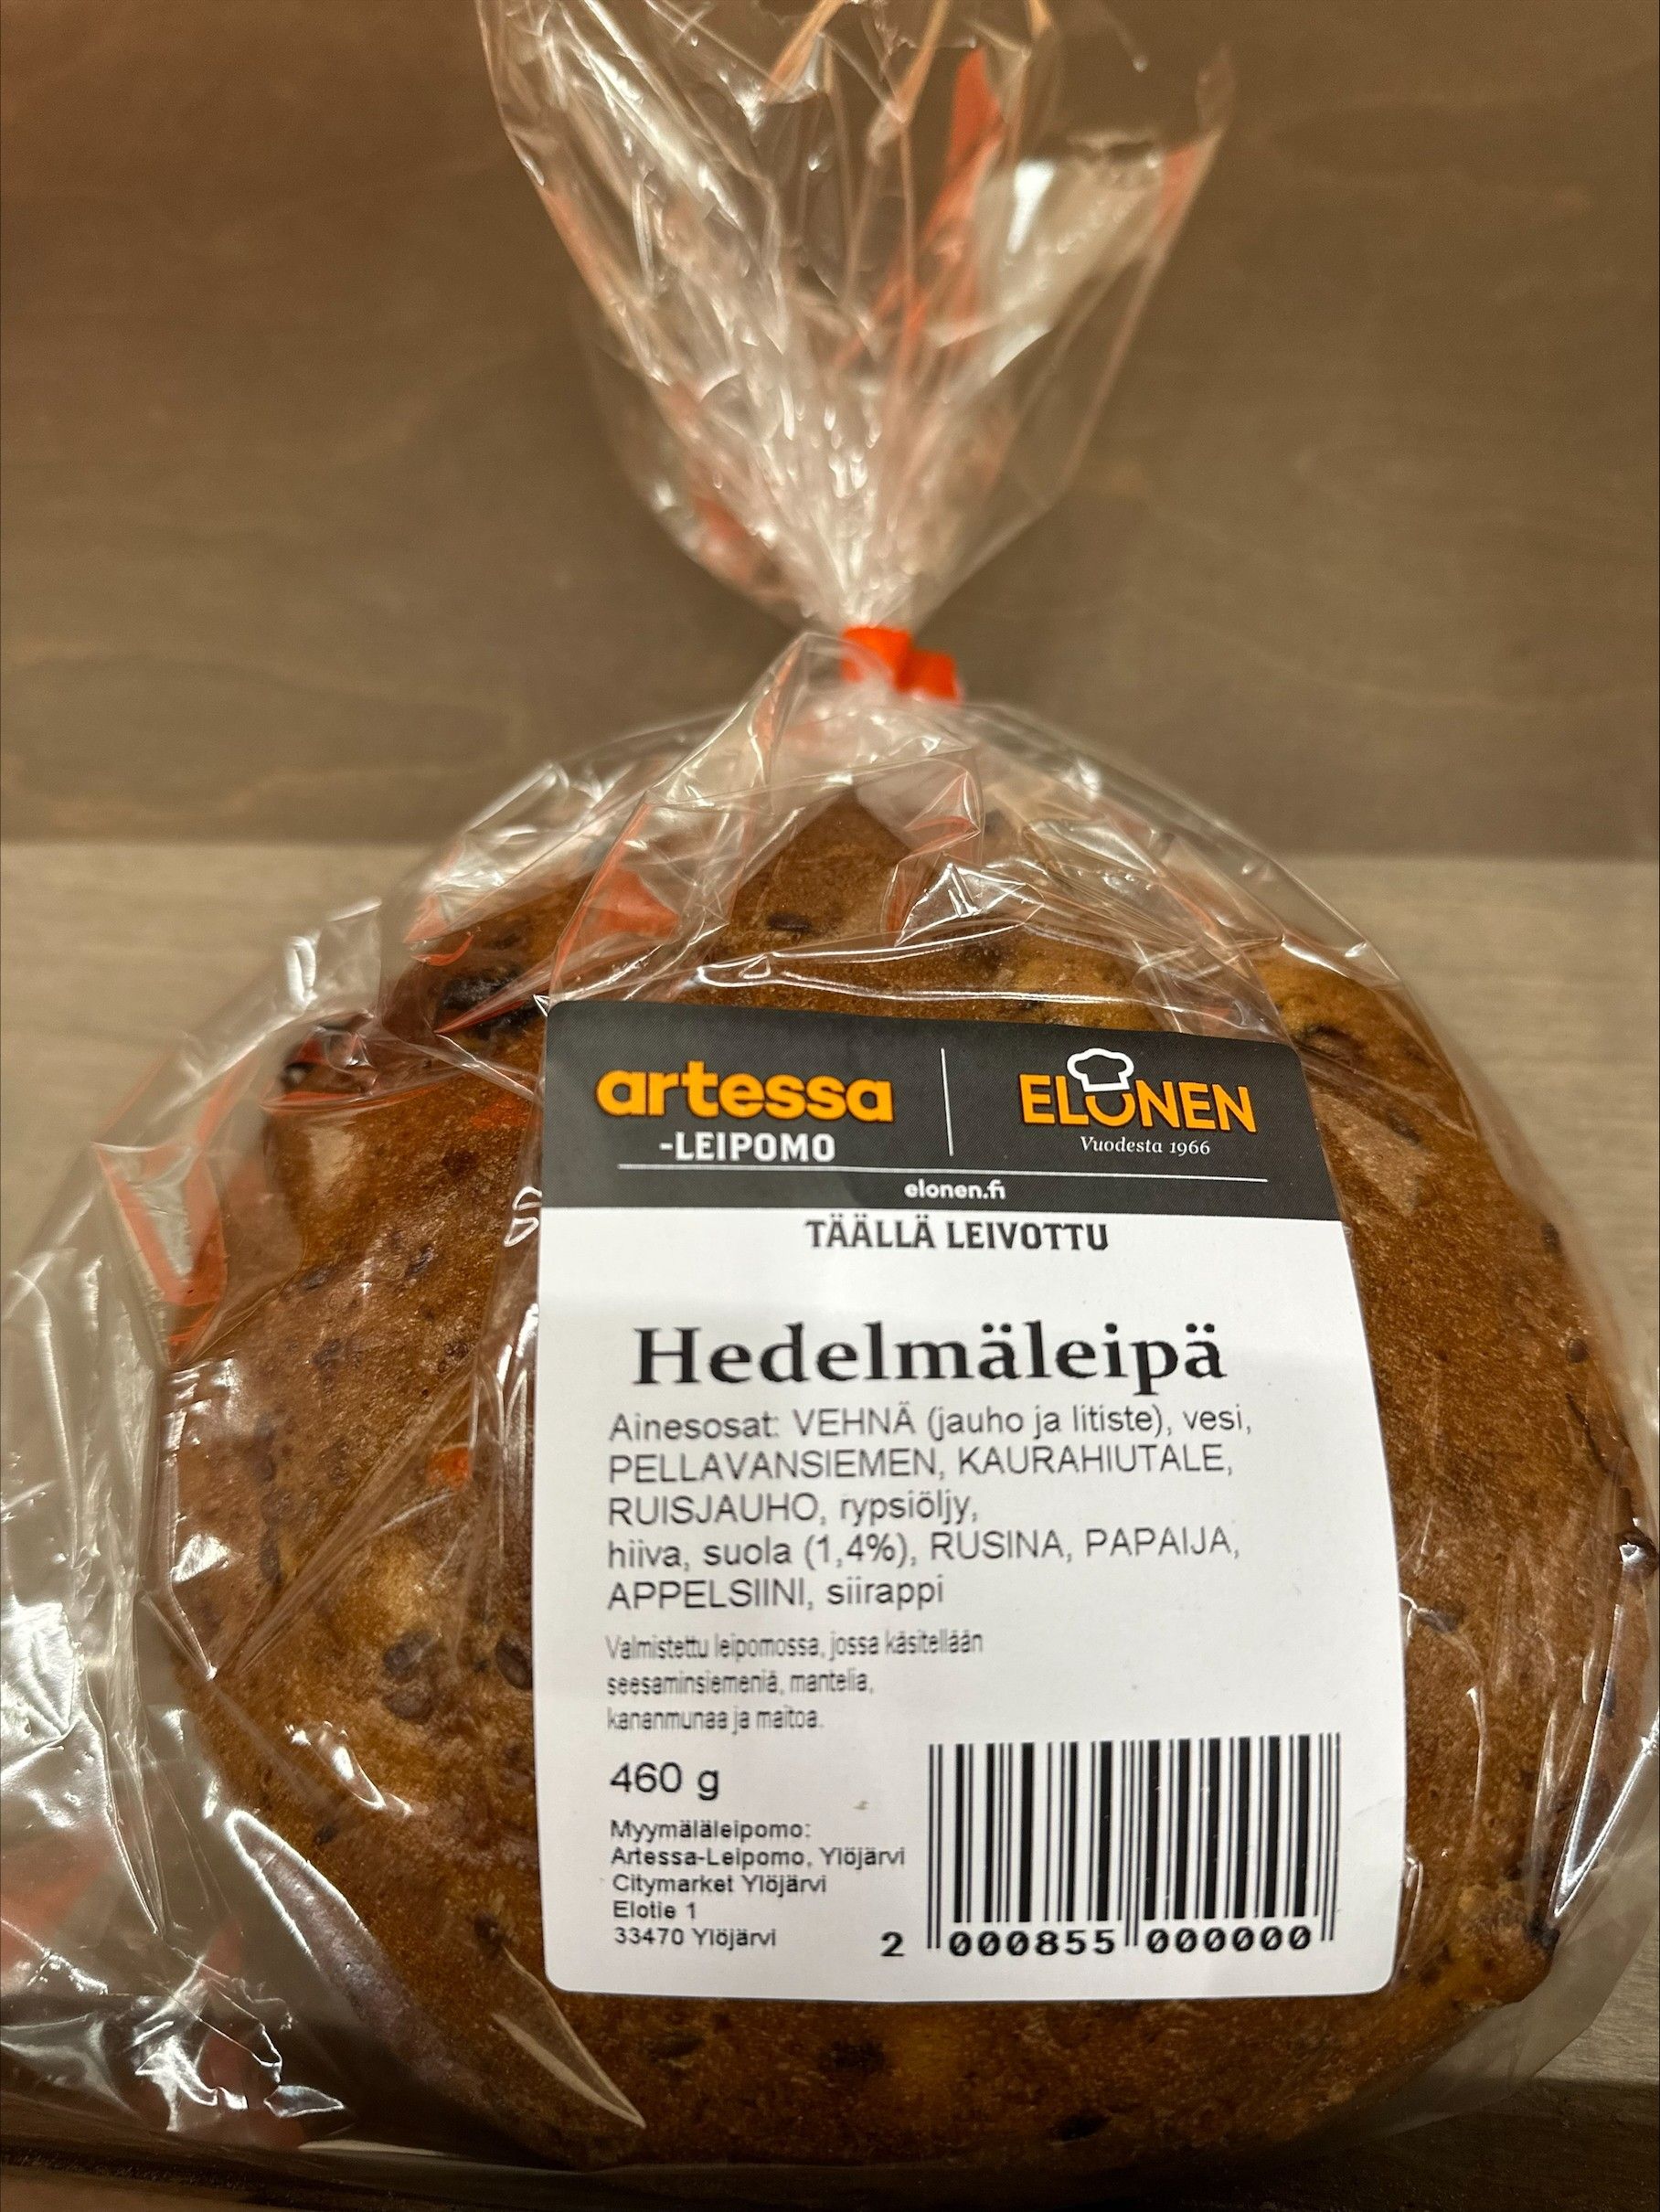 artessa
-LEIPOMO
ELONEN
Vuodesta 1966
elonen.fi
TÄÄLLÄ LEIVOTTU
Hedelmäleipä
Ainesosat: VEHNÄ (jauho ja litiste), vesi,
PELLAVANSIEMEN, KAURAHIUTALE,
RUISJAUHO, rypsiöljy,
hiiva, suola (1,4%), RUSINA, PAPAIJA,
APPELSIINI, siirappi
Valmistettu leipomossa, jossa käsitellään
seesaminsiemeniä, mantelia,
kananmunaa ja maitoa.
460 g
Myymäläleipomo:
Artessa-Leipomo, Ylöjärvi
Citymarket Ylöjärvi
Elotie 1
33470 Ylöjärvi
2 000855 000000